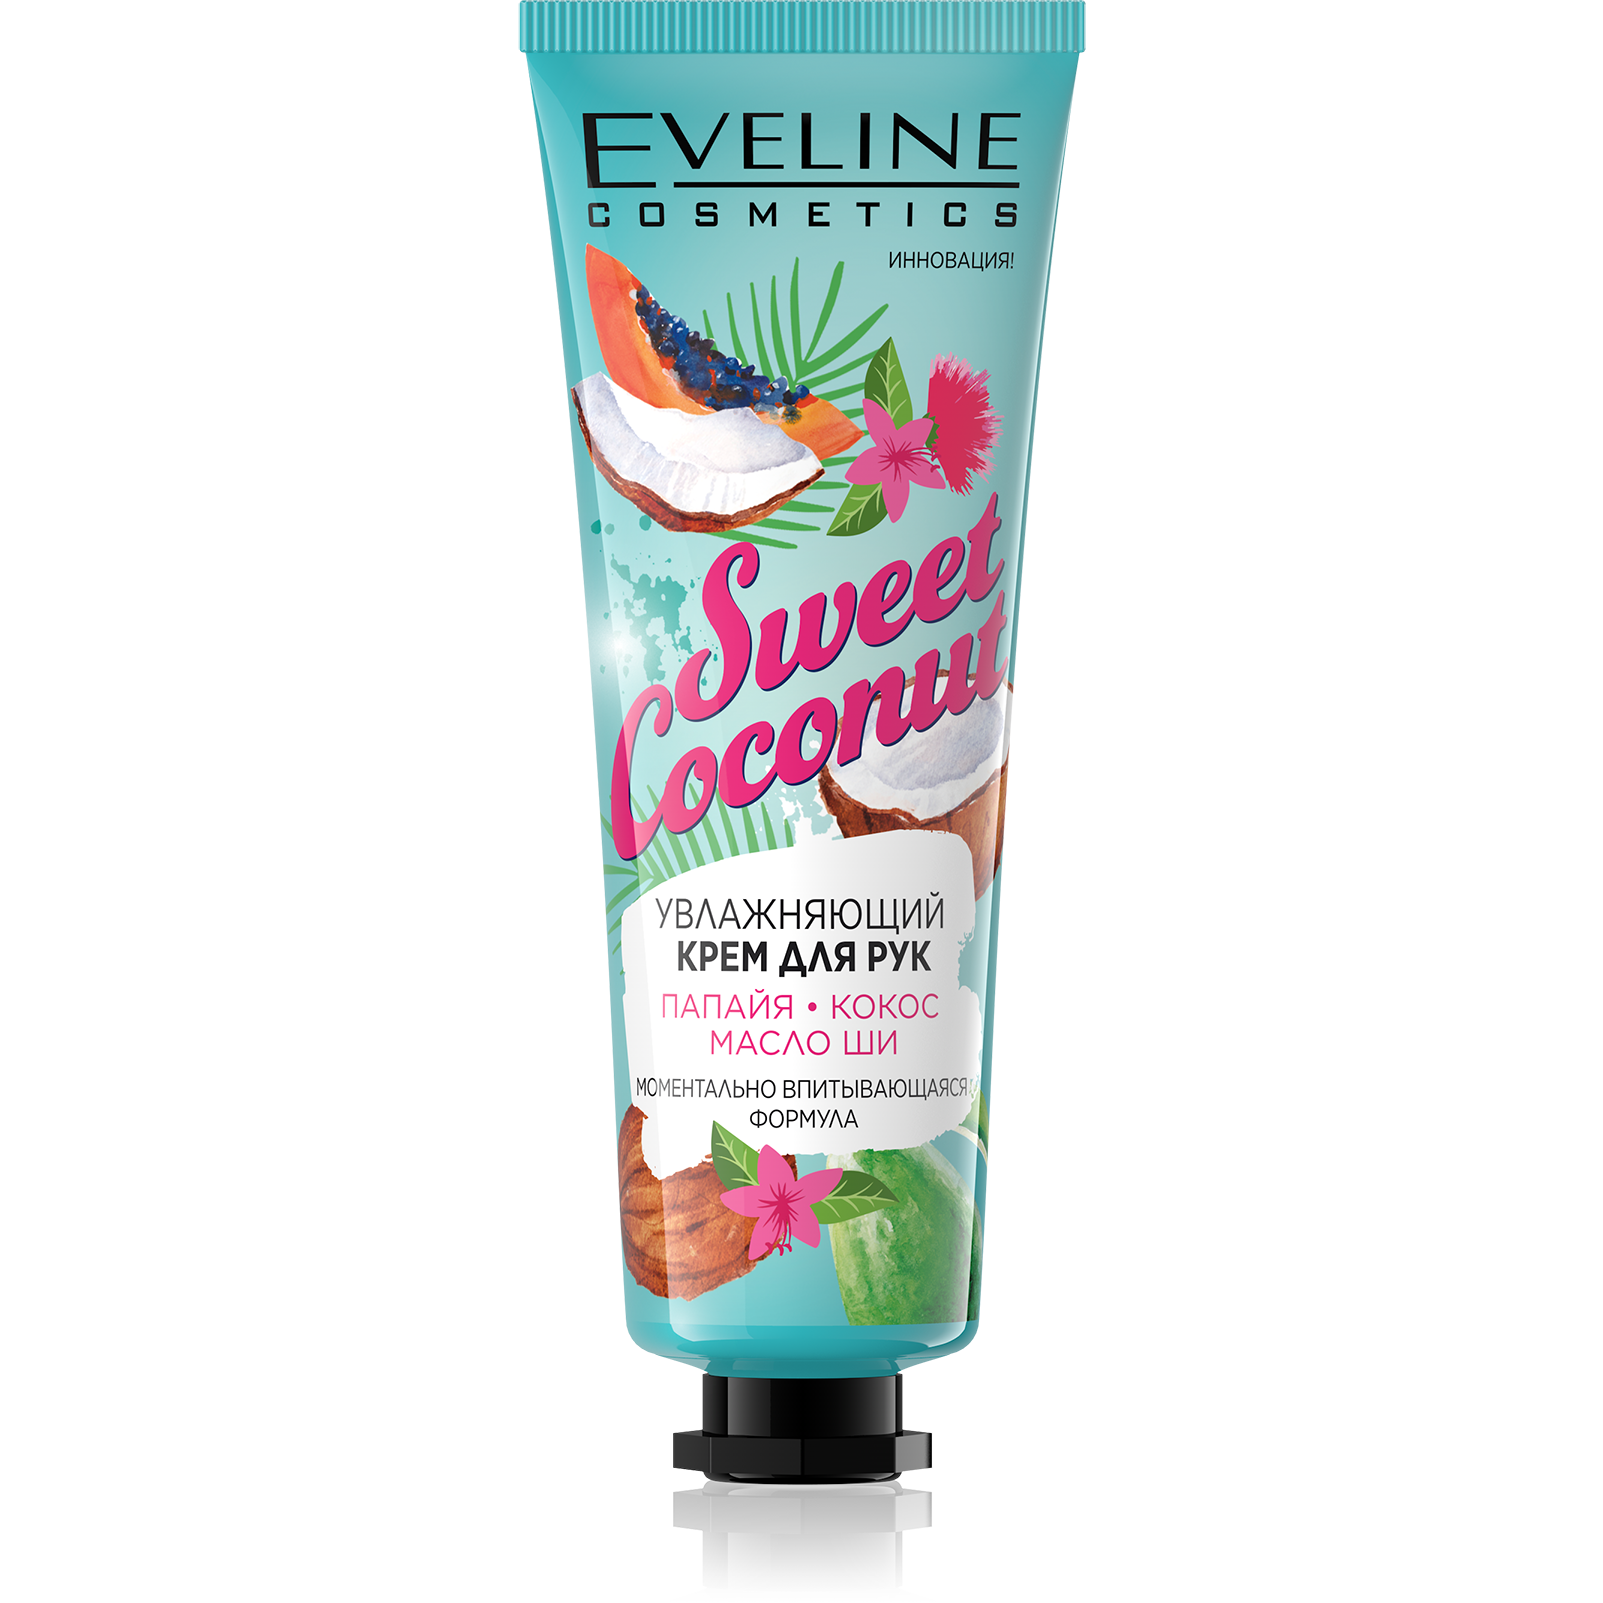 EVELINE
COSMETICS
ИННОВАЦИЯ!
Sweet
Coconut
УВЛАЖНЯЮЩИЙ
КРЕМ ДЛЯ РУК
ПАПАЙЯ • КОКОС
МАСЛО ШИ
МОМЕНТАЛЬНО ВПИТЫВАЮЩАЯСЯ
ФОРМУЛА